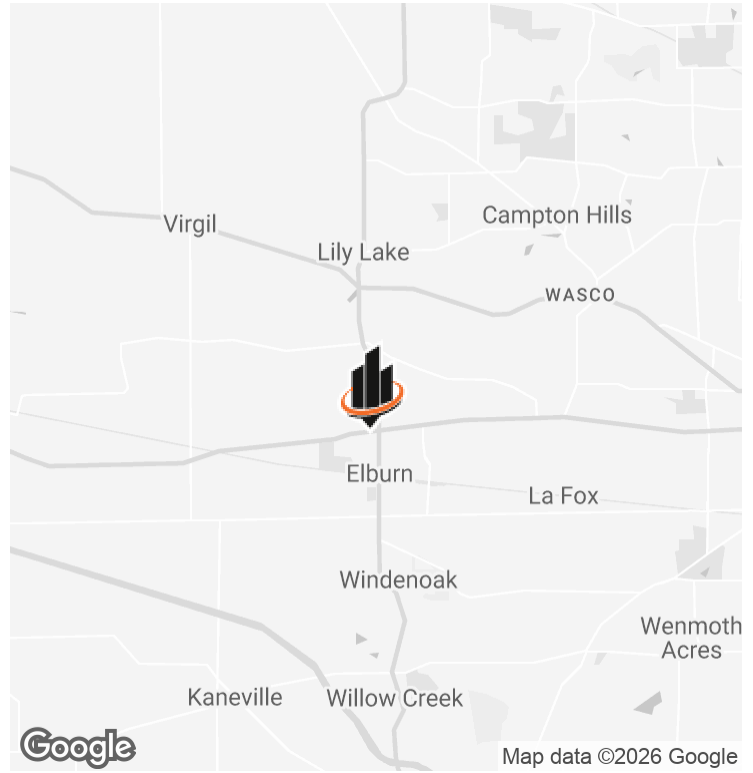 Campton Hills
Virgil
Lily Lake
WASCO
Elburn
La Fox
Windenoak
Wenmoth
Acres
Kaneville
Willow Creek
Google
Map data ©2026 Google